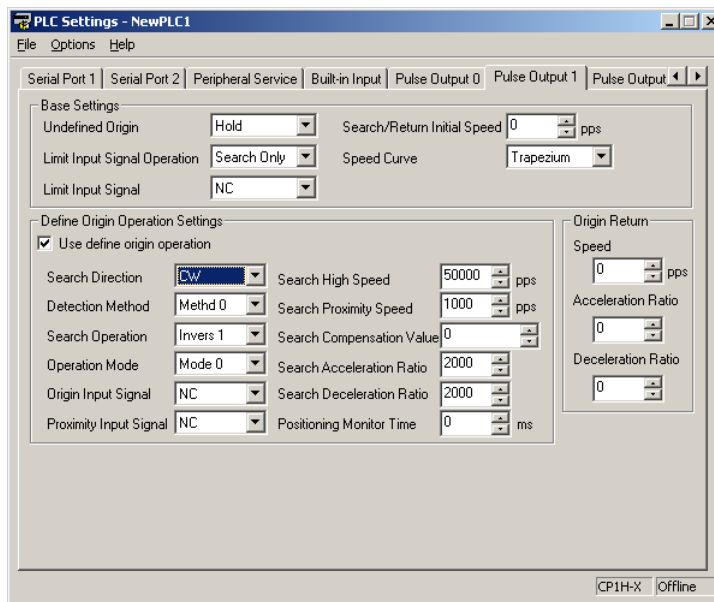 PLC Settings - NewPLC1
File Options Help
Serial Port 1 Serial Port 2 Peripheral Service Built-in Input Pulse Output 0 Pulse Output 1 Pulse Output
Base Settings
Undefined Origin Hold Search/Return Initial Speed 0 pps
Limit Input Signal Operation Search Only Speed Curve Trapezium
Limit Input Signal NC
Define Origin Operation Settings Origin Return
Use define origin operation Speed
0 pps
Search Direction CW Search High Speed 50000 pps
Detection Method Methd 0 Search Proximity Speed 1000 pps Acceleration Ratio
0
Search Operation Invers 1 Search Compensation Value 0
Operation Mode Mode 0 Search Acceleration Ratio 2000 Deceleration Ratio
0
Origin Input Signal NC Search Deceleration Ratio 2000
Proximity Input Signal NC Positioning Monitor Time 0 ms
CP1H-X Offline